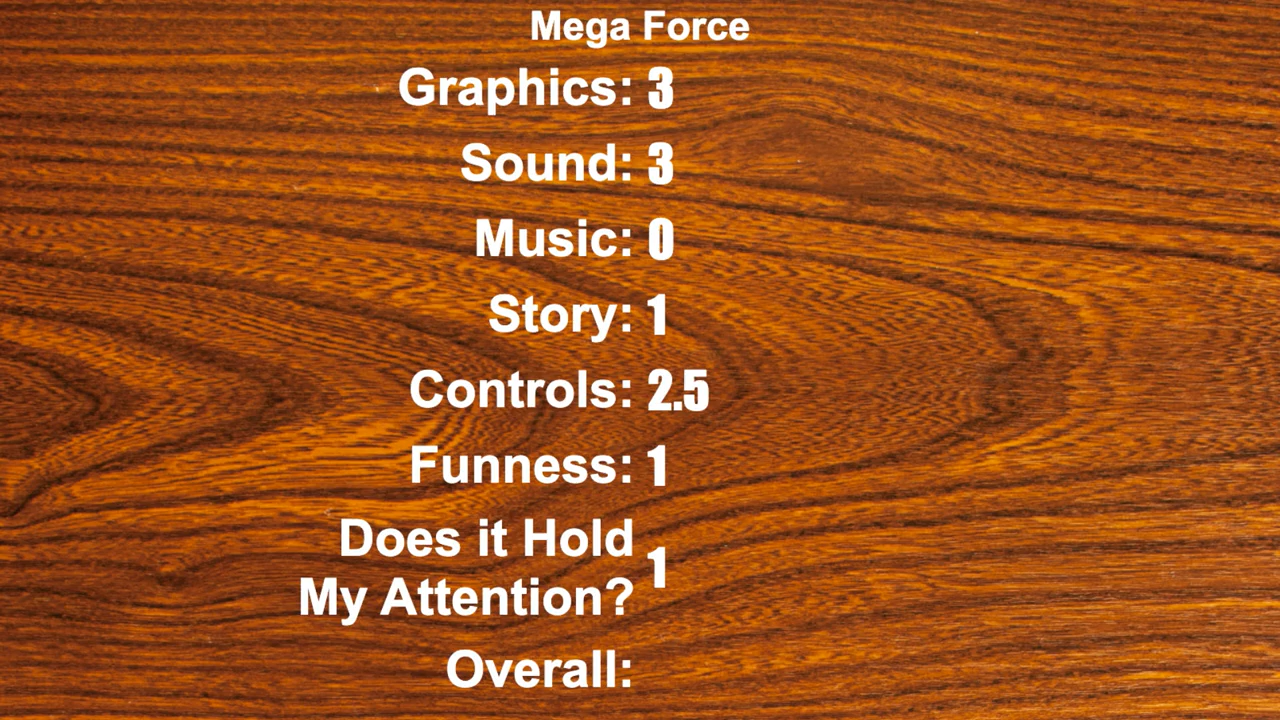 Mega Force
Graphics: 3
Sound: 3
Music: 0
Story: 1
Controls: 2.5
Funness: 1
Does it Hold
My Attention? 1
Overall: